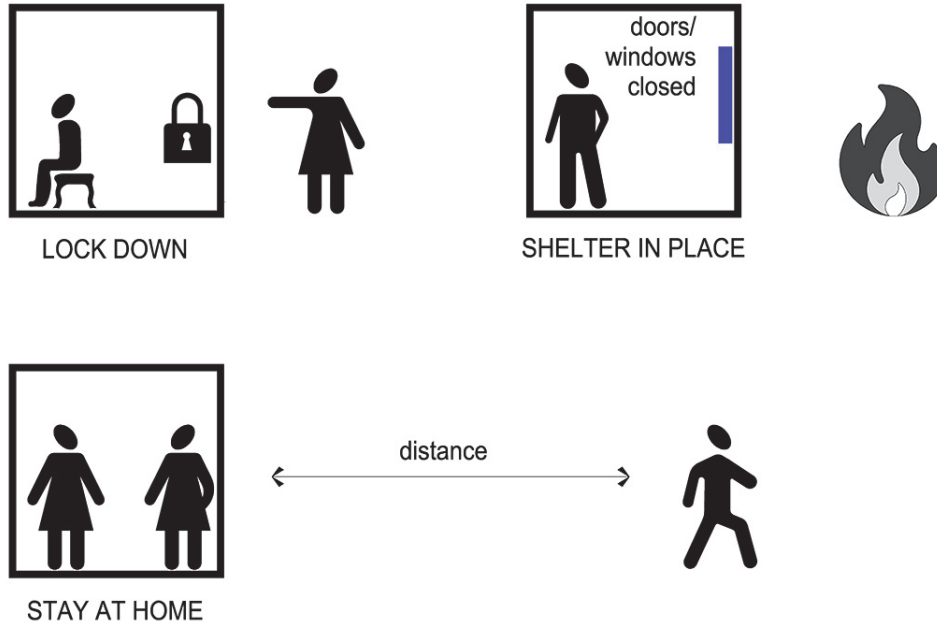 doors/
windows
closed
LOCK DOWN
SHELTER IN PLACE
distance
STAY AT HOME